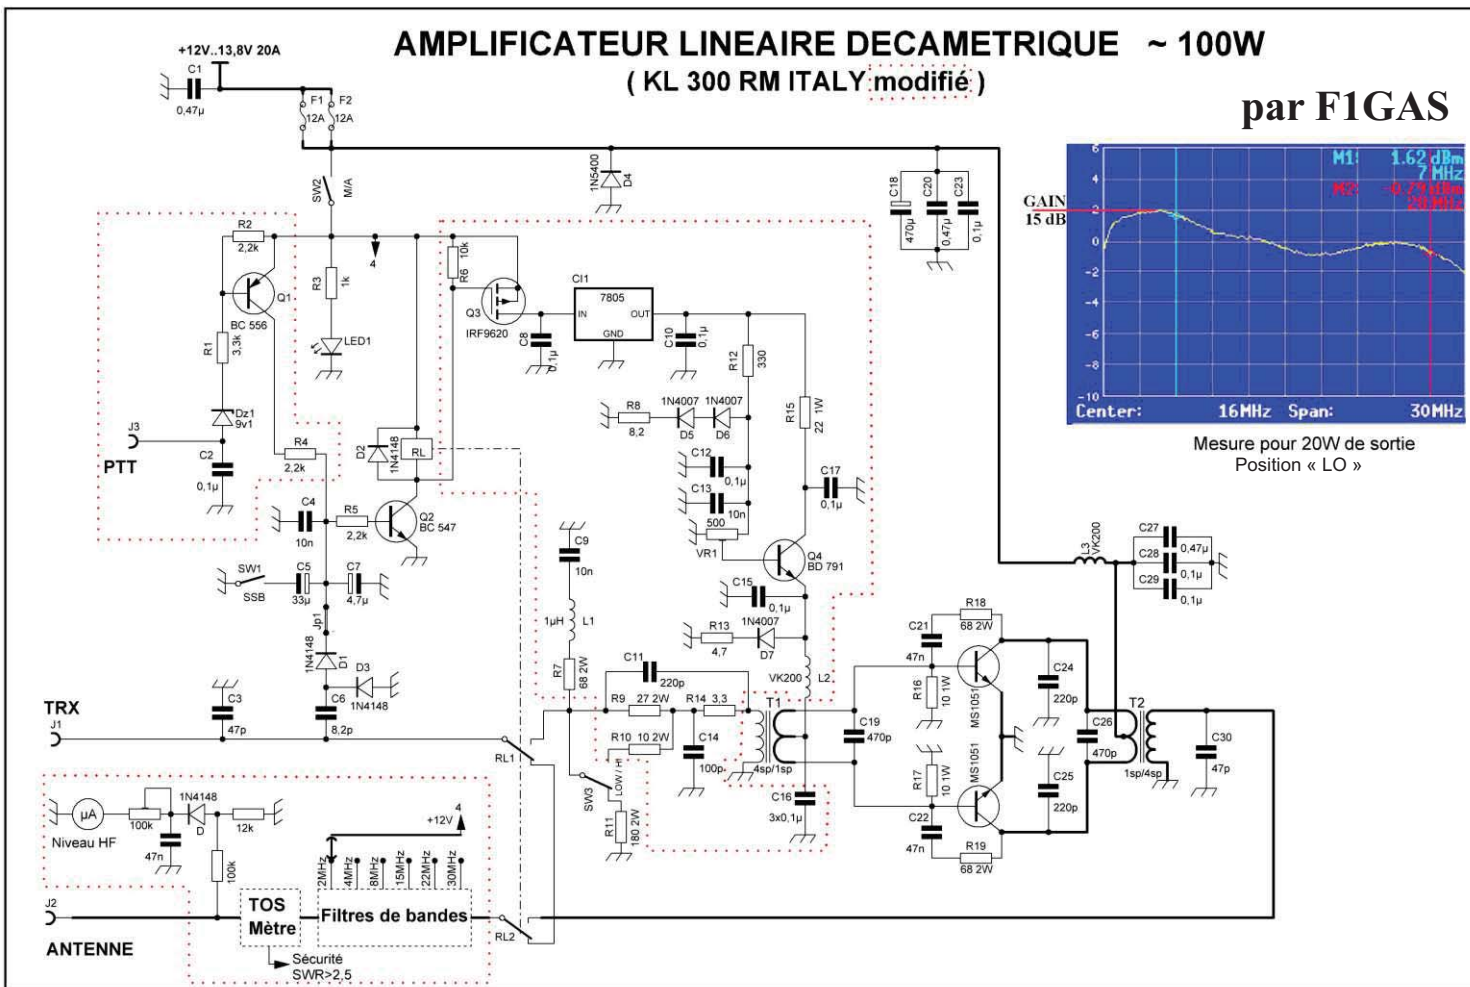 AMPLIFICATEUR LINEAIRE DECAMETRIQUE ~ 100W
( KL 300 RM ITALY modifié )
par F1GAS
+12V..13,8V 20A
C1
0,47µ
F1
F2
12A
12A
SW2
M/A
1N5400
D4
C18
C20
C23
470µ
0,47µ
0,1µ
6
4
2
0
-2
-4
-6
-8
-10
M1: 1.62 dBm
7 MHz
M2: -0.79 dBm
28 MHz
GAIN
15 dB
Center: 16MHz Span: 30MHz
Mesure pour 20W de sortie
Position « LO »
R2
2,2k
Q1
BC 556
R1
3,3k
Dz1
9v1
J3
PTT
C2
0,1µ
R4
2,2k
R3
1k
LED1
4
10k
R6
Q3
IRF9620
CI1
7805
IN
OUT
GND
C8
0,1µ
C10
0,1µ
R12
330
R15
22 1W
R8
8,2
1N4007
1N4007
D5
D6
C12
0,1µ
C13
10n
500
VR1
C17
0,1µ
Q4
BD 791
C15
0,1µ
R13
4,7
1N4007
D7
VK200
L2
D2
1N4148
RL
Q2
BC 547
C4
10n
R5
2,2k
SW1
SSB
C5
33µ
C7
4,7µ
Jp1
1N4148
D1
D3
1N4148
C6
8,2p
C3
47p
TRX
J1
C9
10n
1µH
L1
R7
68 2W
C11
220p
R9
27 2W
R14
3,3
R10
10 2W
C14
100p
RL1
SW3
LOW / HI
R11
180 2W
T1
4sp/1sp
C16
3x0,1µ
C19
470p
C21
47n
R18
68 2W
R16
10 1W
MS1051
R17
10 1W
MS1051
C22
47n
R19
68 2W
C24
220p
C25
220p
C26
470p
T2
1sp/4sp
C30
47p
L3
VK200
C27
0,47µ
C28
0,1µ
C29
0,1µ
µA
Niveau HF
100k
1N4148
D
12k
47n
100k
4
+12V
2MHz
4MHz
8MHz
15MHz
22MHz
30MHz
J2
ANTENNE
TOS
Mètre
Filtres de bandes
RL2
Sécurité
SWR>2,5